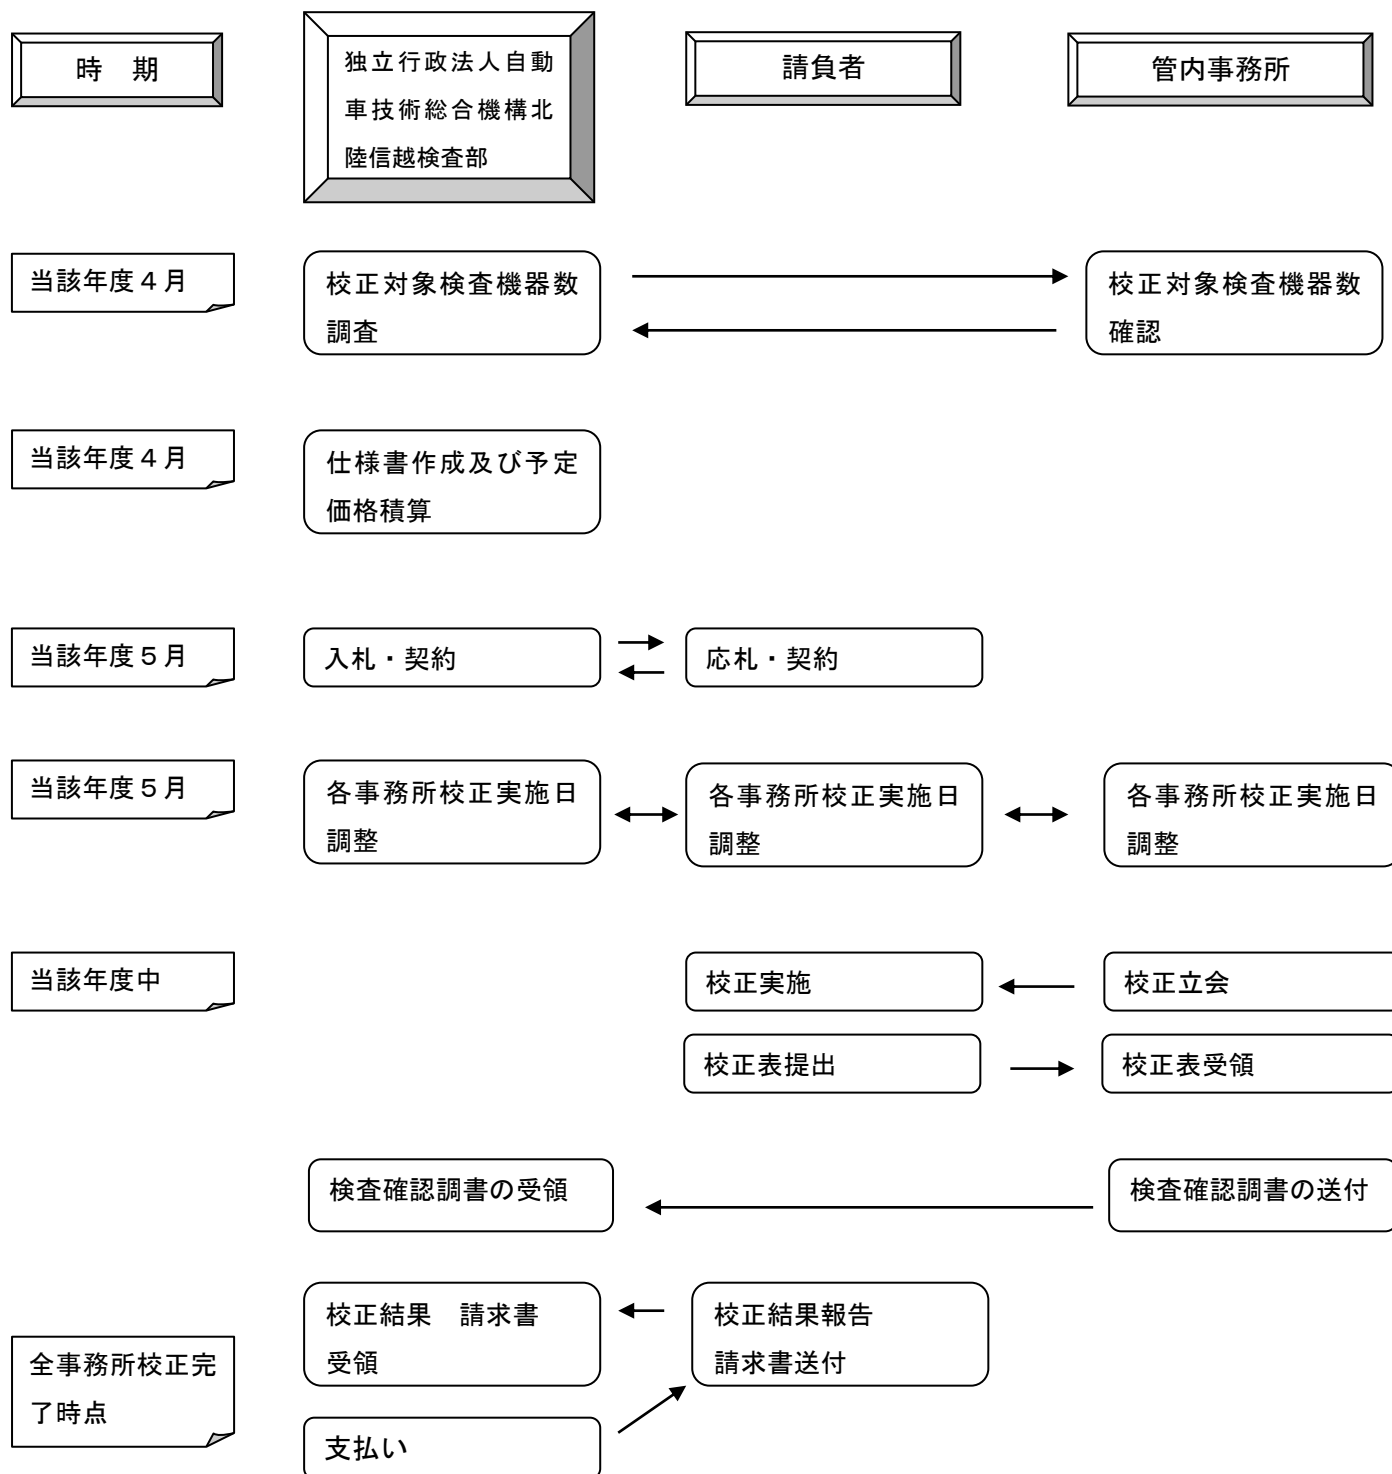 時　期
独立行政法人自動
車技術総合機構北
陸信越検査部
請負者
管内事務所
当該年度４月
校正対象検査機器数
調査
校正対象検査機器数
確認
当該年度４月
仕様書作成及び予定
価格積算
当該年度５月
入札・契約
応札・契約
当該年度５月
各事務所校正実施日
調整
各事務所校正実施日
調整
各事務所校正実施日
調整
当該年度中
校正実施
校正立会
校正表提出
校正表受領
検査確認調書の受領
検査確認調書の送付
校正結果　請求書
受領
校正結果報告
請求書送付
全事務所校正完
了時点
支払い